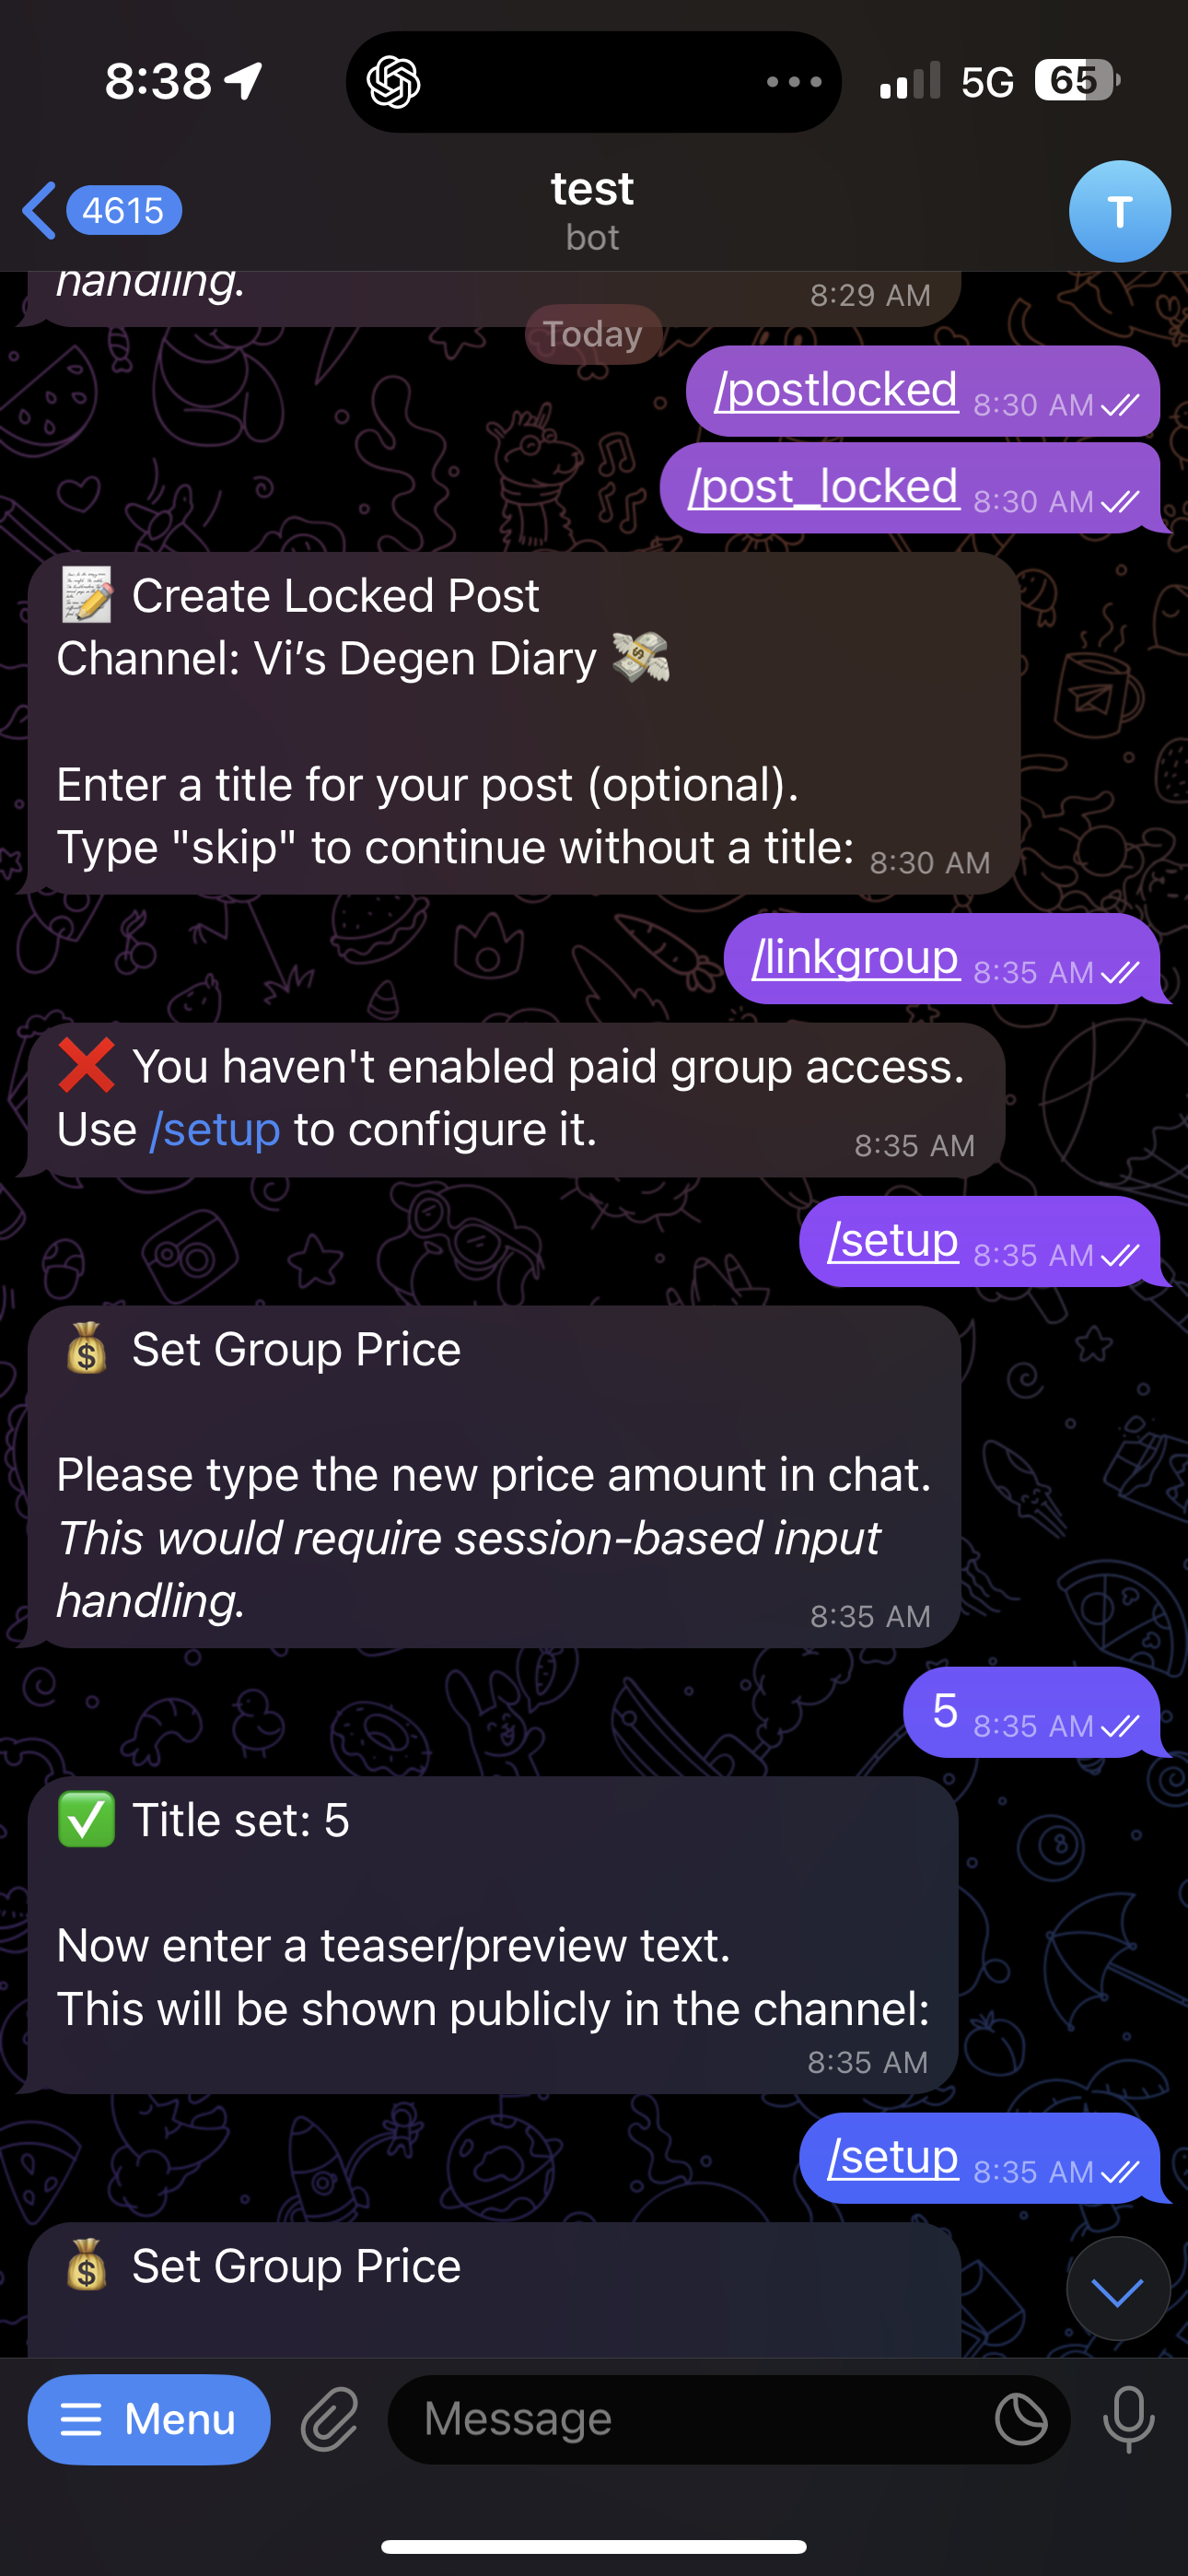 8:38
5G 65
4615
test
bot
T
handling.
8:29 AM
Today
/postlocked 8:30 AM
/post_locked 8:30 AM
📝 Create Locked Post
Channel: Vi’s Degen Diary 💸
Enter a title for your post (optional).
Type "skip" to continue without a title: 8:30 AM
/linkgroup 8:35 AM
❌ You haven't enabled paid group access.
Use /setup to configure it. 8:35 AM
/setup 8:35 AM
💰 Set Group Price
Please type the new price amount in chat.
This would require session-based input
handling. 8:35 AM
5 8:35 AM
✅ Title set: 5
Now enter a teaser/preview text.
This will be shown publicly in the channel:
8:35 AM
/setup 8:35 AM
💰 Set Group Price
Menu
Message